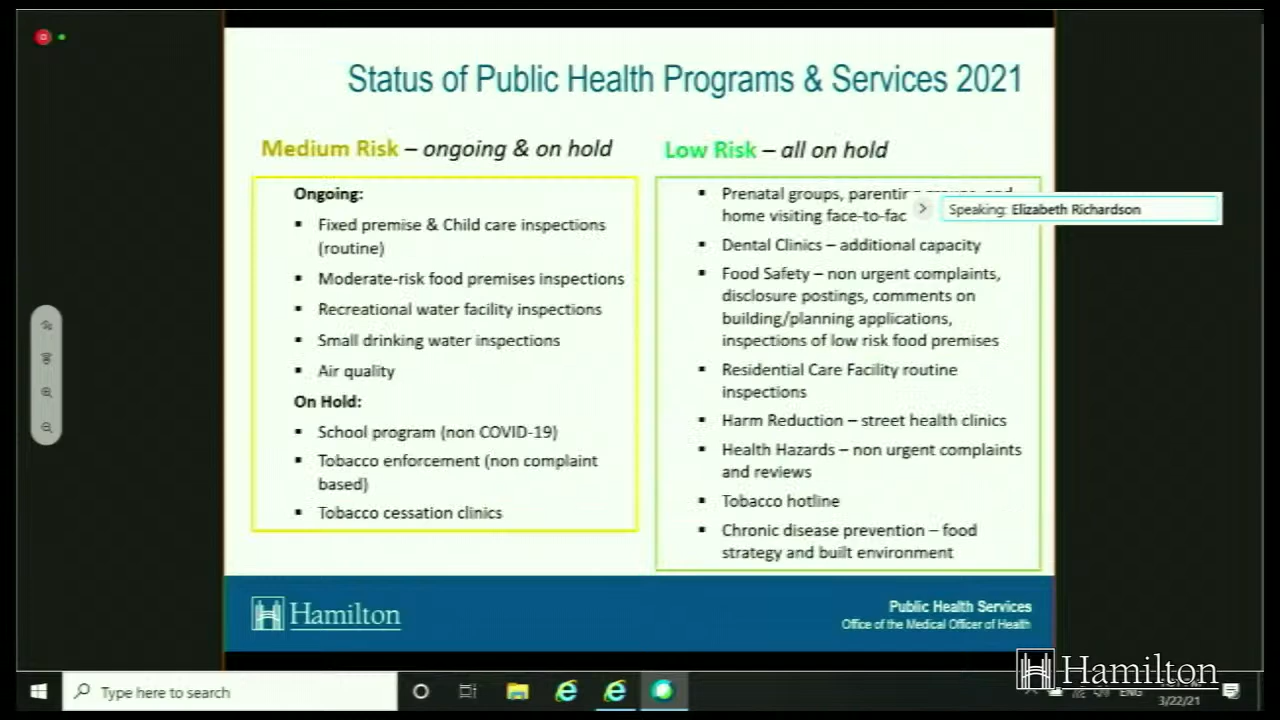 Status of Public Health Programs & Services 2021
Medium Risk – ongoing & on hold
Ongoing:
▪ Fixed premise & Child care inspections
(routine)
▪ Moderate-risk food premises inspections
▪ Recreational water facility inspections
▪ Small drinking water inspections
▪ Air quality
On Hold:
▪ School program (non COVID-19)
▪ Tobacco enforcement (non complaint
based)
▪ Tobacco cessation clinics
Low Risk – all on hold
▪ Prenatal groups, parenting groups, and
home visiting
▪ Dental Clinics – additional capacity
▪ Food Safety – non urgent complaints,
disclosure postings, comments on
building/planning applications,
inspections of low risk food premises
▪ Residential Care Facility routine
inspections
▪ Harm Reduction – street health clinics
▪ Health Hazards – non urgent complaints
and reviews
▪ Tobacco hotline
▪ Chronic disease prevention – food
strategy and built environment
Speaking: Elizabeth Richardson
Hamilton
Public Health Services
Office of the Medical Officer of Health
Hamilton
Type here to search
ENG
3/22/21